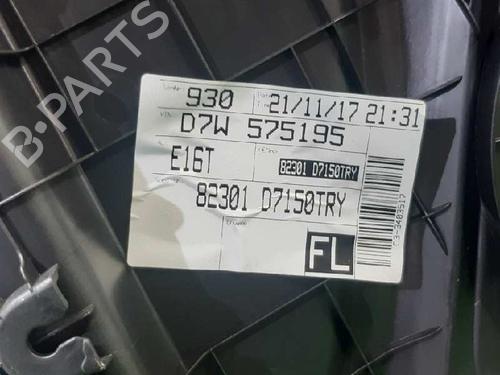 B-PARTS
930 21/11/17 21:31
D7W 575195
E16T 82301 D7150TRY
82301 D7150TRY
FL